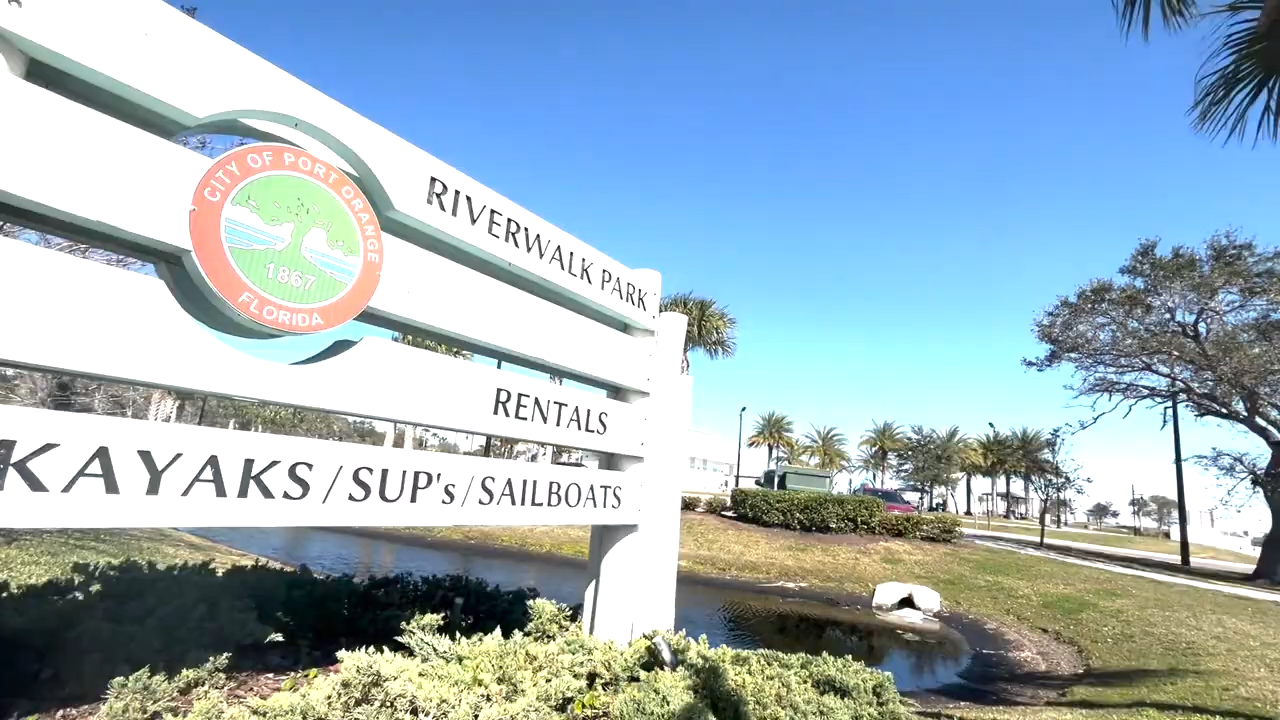 CITY OF PORT ORANGE
1867
FLORIDA
RIVERWALK PARK
RENTALS
KAYAKS/SUP's/SAILBOATS